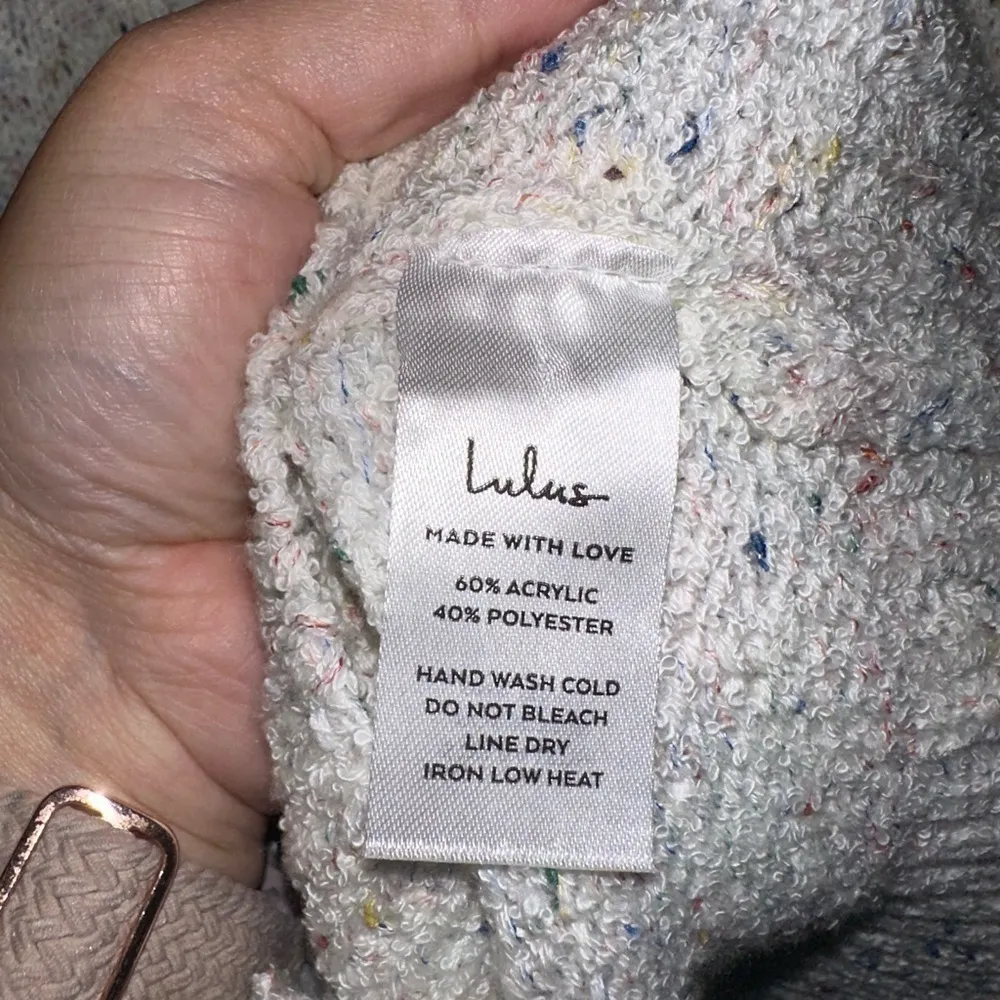 Lulus
MADE WITH LOVE
60% ACRYLIC
40% POLYESTER
HAND WASH COLD
DO NOT BLEACH
LINE DRY
IRON LOW HEAT